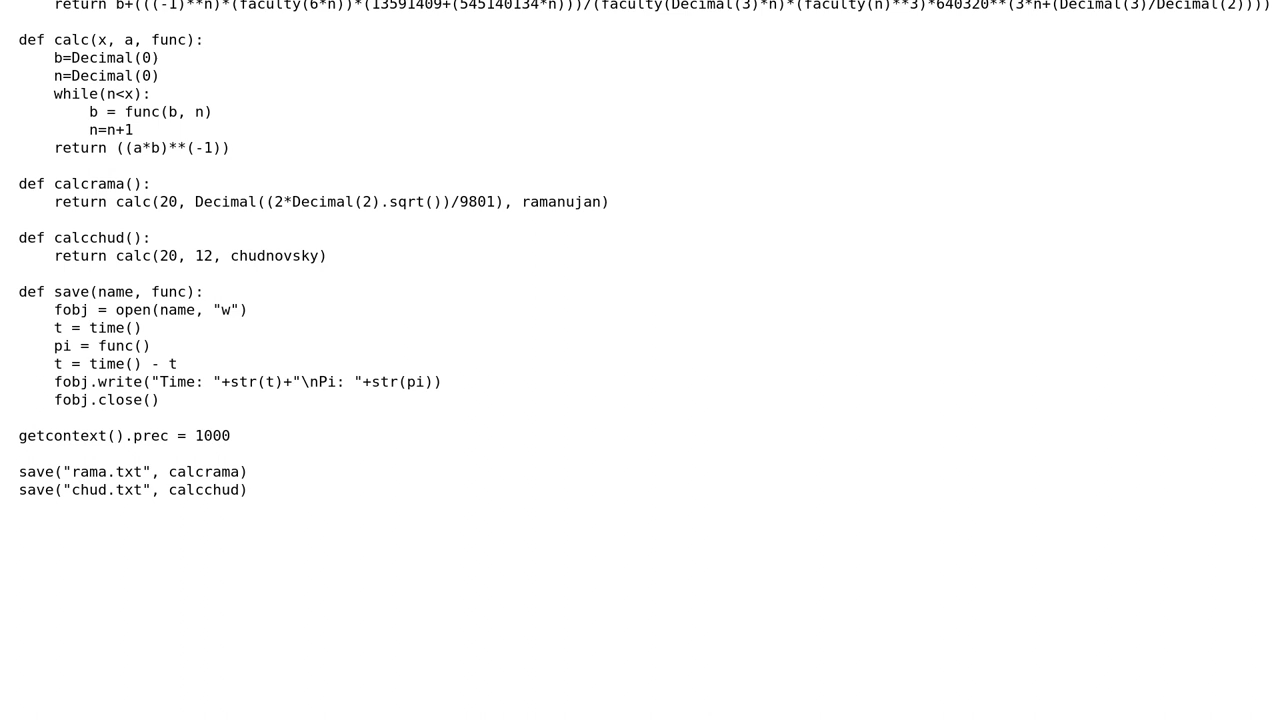 return b+(((-1)**n)*(faculty(6*n))*(13591409+(545140134*n)))/(faculty(Decimal(3)*n)*(faculty(n)**3)*640320**(3*n+(Decimal(3)/Decimal(2))))
def calc(x, a, func):
b=Decimal(0)
n=Decimal(0)
while(n<x):
b = func(b, n)
n=n+1
return ((a*b)**(-1))
def calcrama():
return calc(20, Decimal((2*Decimal(2).sqrt())/9801), ramanujan)
def calcchud():
return calc(20, 12, chudnovsky)
def save(name, func):
fobj = open(name, "w")
t = time()
pi = func()
t = time() - t
fobj.write("Time: "+str(t)+"\nPi: "+str(pi))
fobj.close()
getcontext().prec = 1000
save("rama.txt", calcrama)
save("chud.txt", calcchud)